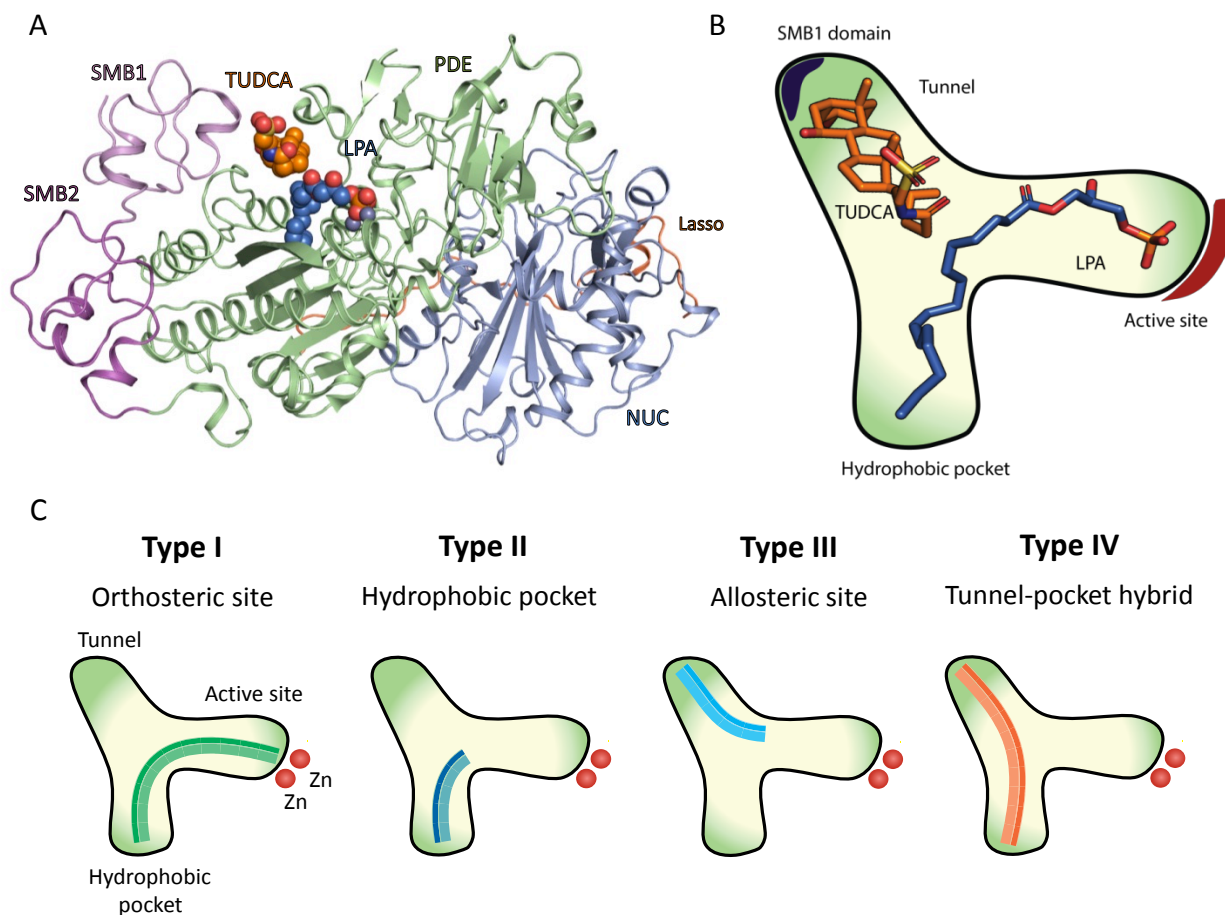 A
SMB1
TUDCA
PDE
LPA
SMB2
Lasso
NUC
B
SMB1 domain
Tunnel
TUDCA
LPA
Active site
Hydrophobic pocket
C
Type I
Orthosteric site
Tunnel
Active site
Zn
Zn
Hydrophobic
pocket
Type II
Hydrophobic pocket
Type III
Allosteric site
Type IV
Tunnel-pocket hybrid